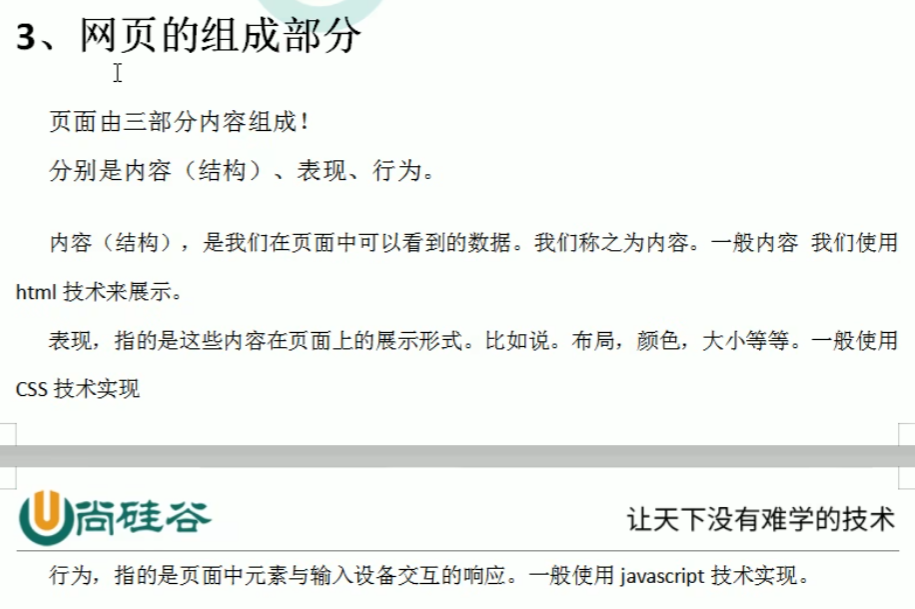 3、网页的组成部分
页面由三部分内容组成！
分别是内容（结构）、表现、行为。
内容（结构），是我们在页面中可以看到的数据。我们称之为内容。一般内容 我们使用
html 技术来展示。
表现，指的是这些内容在页面上的展示形式。比如说。布局，颜色，大小等等。一般使用
CSS 技术实现
尚硅谷
让天下没有难学的技术
行为，指的是页面中元素与输入设备交互的响应。一般使用 javascript 技术实现。